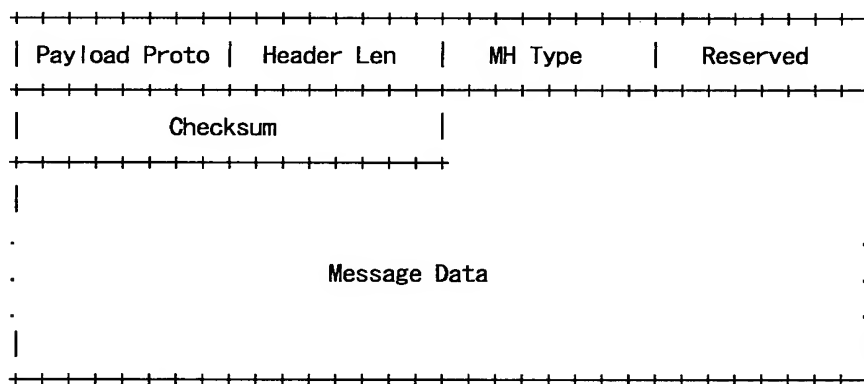 | Payload Proto | Header Len | MH Type | Reserved
| Checksum |
Message Data